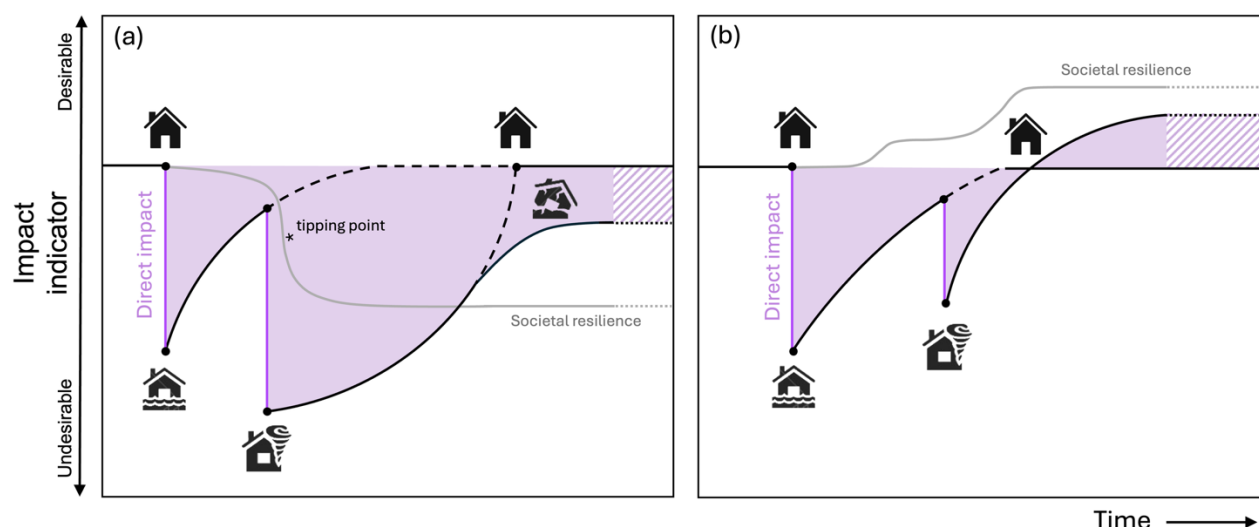 (a)
(b)
Desirable
Undesirable
Impact
indicator
Direct impact
* tipping point
Societal resilience
Direct impact
Societal resilience
Time